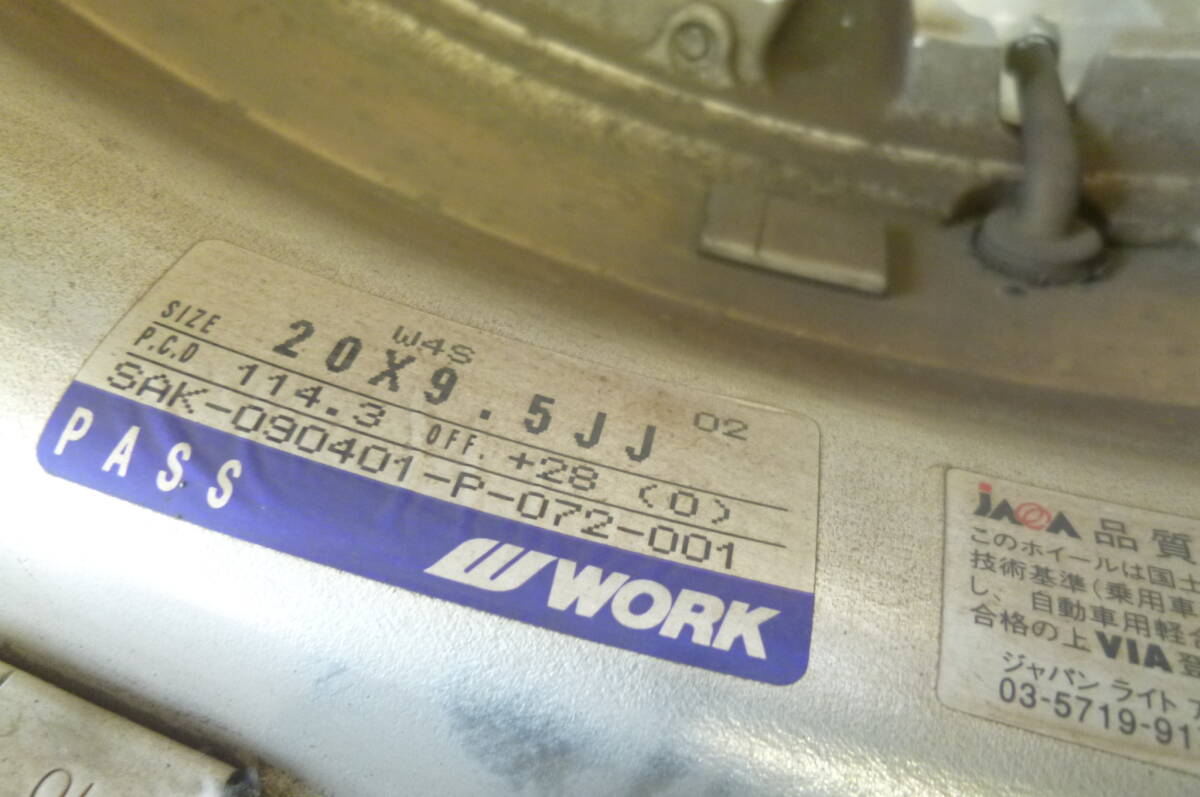 W4S
SIZE 20X9.5JJ 02
P.C.D 114.3 OFF. +28 (0)
SAK-090401-P-072-001
PASS
WORK
JAWA 品質
このホイールは国土
技術基準(乗用車
し、自動車用軽
合格の上VIA登
ジャパン ライト
03-5719-91